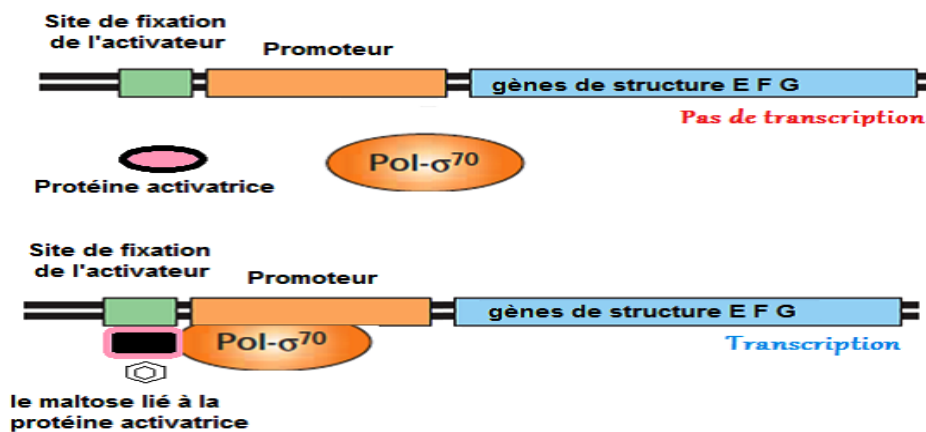 Site de fixation
de l'activateur
Promoteur
gènes de structure E F G
Pas de transcription
Protéine activatrice
Pol-σ70
Site de fixation
de l'activateur
Promoteur
gènes de structure E F G
Pol-σ70
Transcription
le maltose lié à la
protéine activatrice